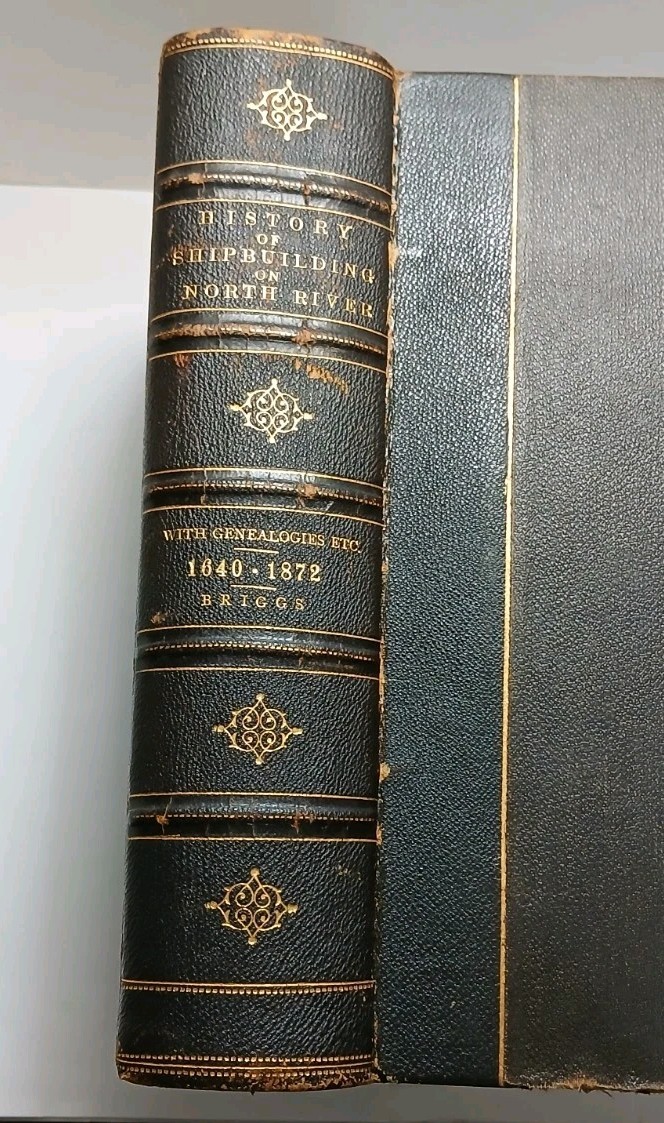 HISTORY
OF
SHIPBUILDING
ON
NORTH RIVER
WITH GENEALOGIES ETC.
1640 · 1872
BRIGGS